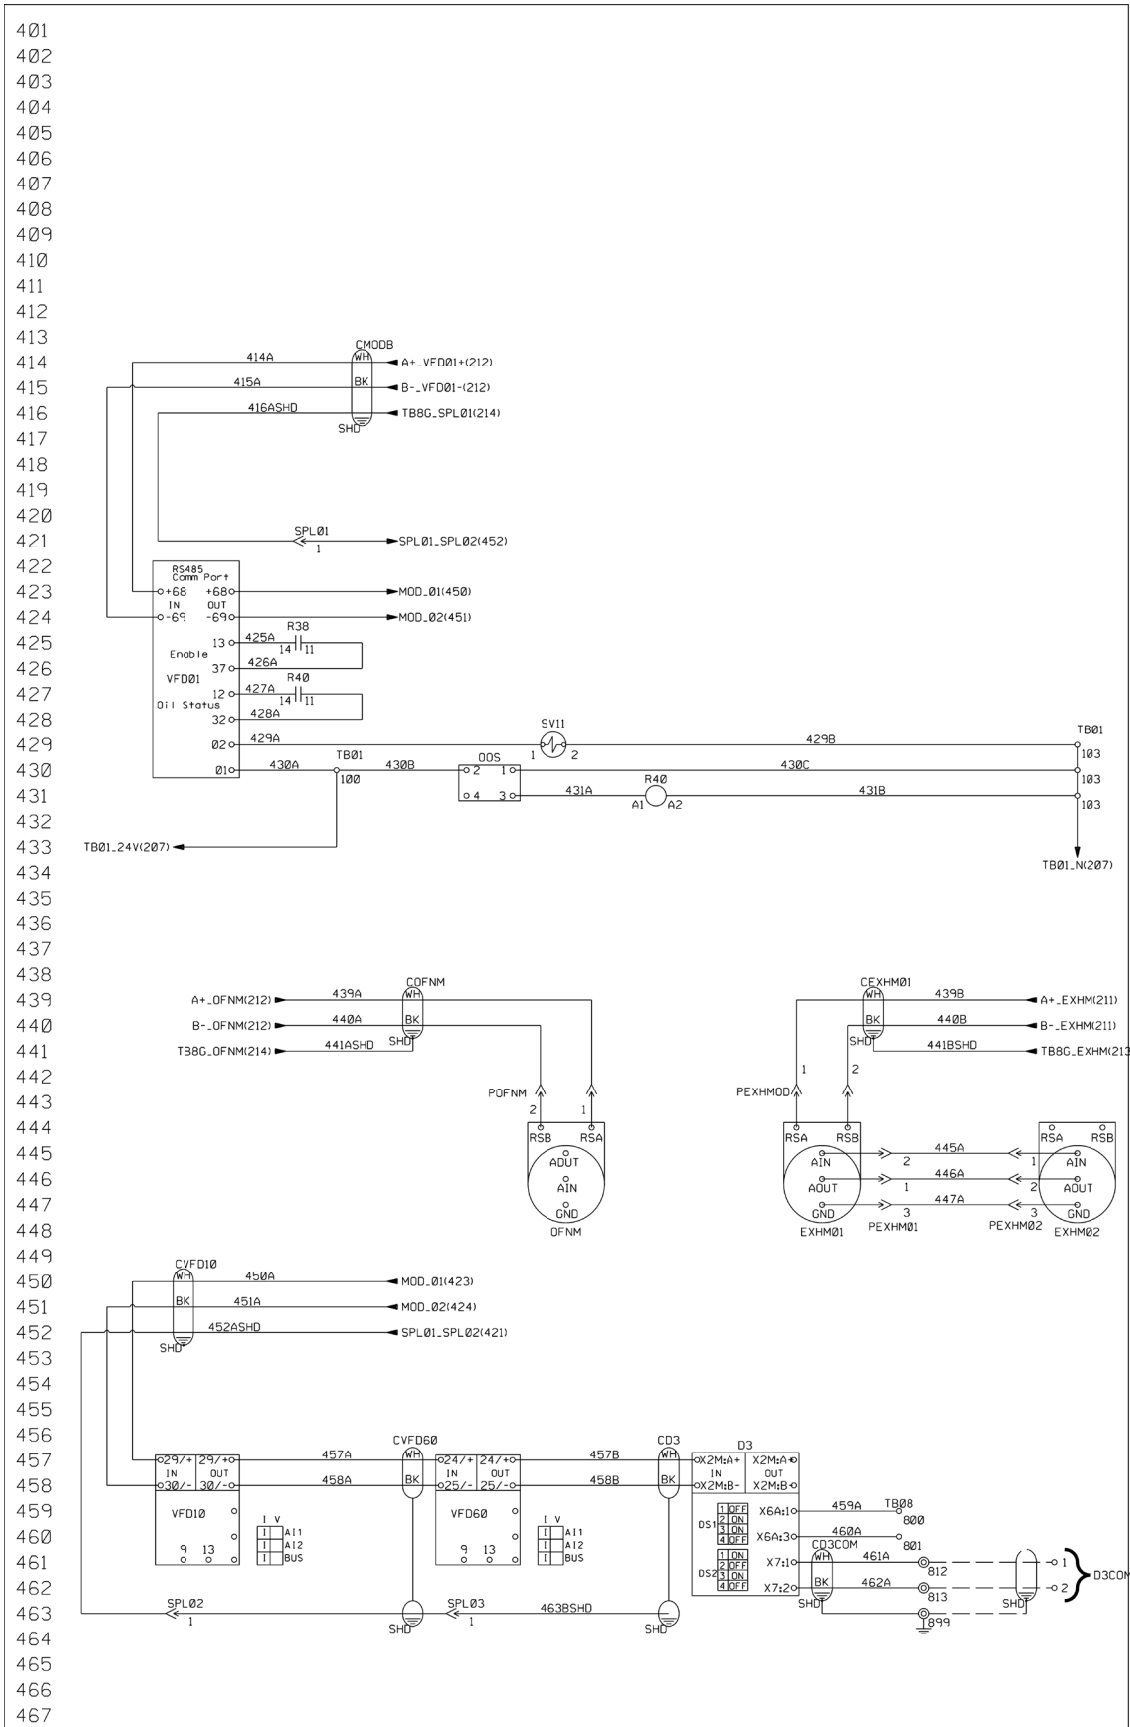 401
402
403
404
405
406
407
408
409
410
411
412
413
CMODB
414 414A WH A+_VFD01+(212)
415 415A BK B-_VFD01-(212)
416 416ASHD TB8G_SPL01(214)
SHD
417
418
419
420
SPL01
421 1 SPL01_SPL02(452)
422
RS485
Comm Port
423 +68 +68 MOD_01(450)
IN OUT
424 -69 -69 MOD_02(451)
R38
425 13 425A 14 11
Enable
426 37 426A
VFD01 R40
427 12 427A 14 11
Oil Status
428 32 428A
SV11 TB01
429 02 429A 1 2 429B 103
TB01 OOS
430 01 430A 100 430B 2 1 430C 103
R40
431 4 3 431A A1 A2 431B 103
432
433 TB01_24V(207)
TB01_N(207)
434
435
436
437
438
COFNM CEXHM01
439 A+_OFNM(212) 439A WH WH 439B A+_EXHM(211)
440 B-_OFNM(212) 440A BK BK 440B B-_EXHM(211)
SHD SHD
441 TB8G_OFNM(214) 441ASHD 441BSHD TB8G_EXHM(213
442 1 2
POFNM PEXHMOD
443 2 1
444 RSB RSA RSA RSB RSA RSB
445 AOUT AIN 2 445A 1 AIN
446 AIN AOUT 1 446A 2 AOUT
447 GND GND 3 447A 3 GND
PEXHM01 PEXHM02
448 OFNM EXHM01 EXHM02
449
CVFD10
450 WH 450A MOD_01(423)
451 BK 451A MOD_02(424)
452 452ASHD SPL01_SPL02(421)
SHD
453
454
455
456
CVFD60 CD3 D3
457 29/+ 29/+ 457A WH 24/+ 24/+ 457B WH X2M:A+ X2M:A+
IN OUT IN OUT IN OUT
458 30/- 30/- 458A BK 25/- 25/- 458B BK X2M:B- X2M:B-
459 VFD10 VFD60 X6A:1 459A TB08
800
I V I V DS1 1 OFF
2 ON
3 ON
4 OFF
I AI1 I AI1
460 X6A:3 460A 801
I AI2 I AI2
9 13 9 13
I BUS I BUS
CD3COM
461 X7:1 WH 461A 812 1
DS2 1 ON
2 OFF
3 ON
4 OFF
D3COM
462 X7:2 BK 462A 813 2
SHD SHD
SPL02 SPL03
463 1 1 463BSHD 899
SHD SHD
464
465
466
467